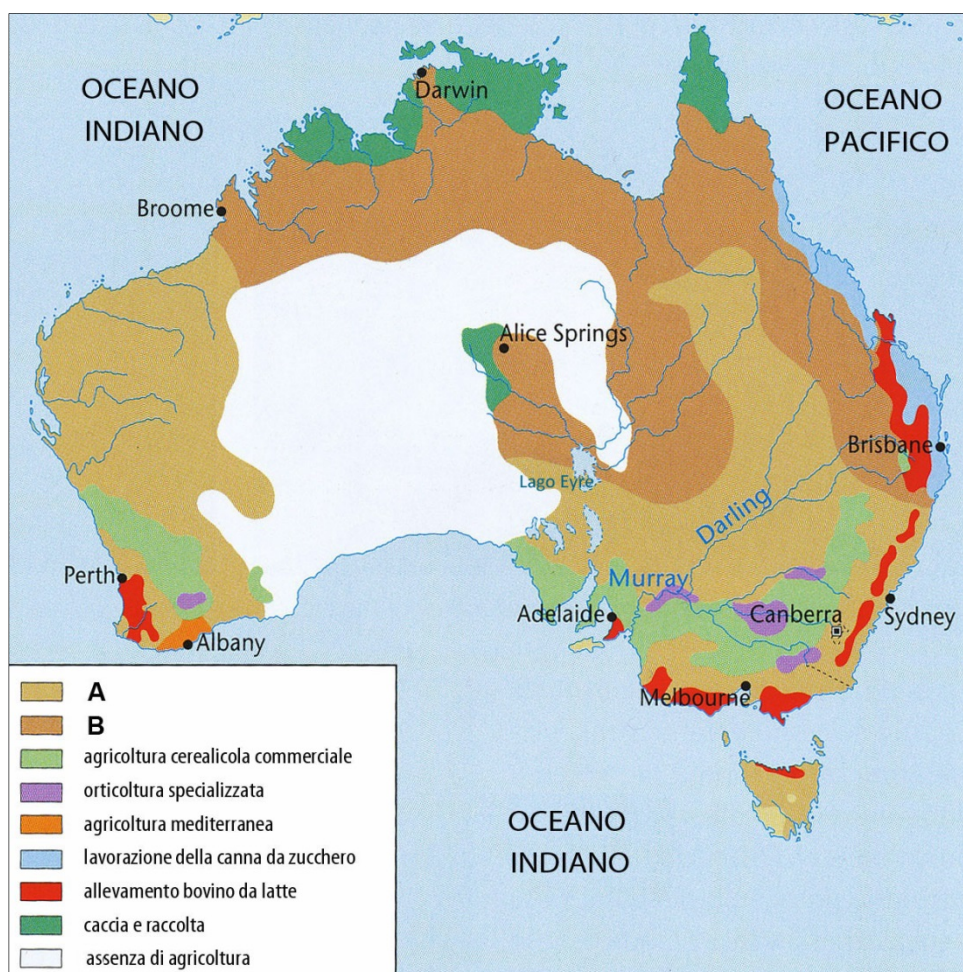 OCEANO
INDIANO
Darwin
OCEANO
PACIFICO
Broome
Alice Springs
Brisbane
Lago Eyre
Darling
Perth
Murray
Adelaide
Canberra
Sydney
Albany
Melbourne
A
B
agricoltura cerealicola commerciale
orticoltura specializzata
agricoltura mediterranea
lavorazione della canna da zucchero
allevamento bovino da latte
caccia e raccolta
assenza di agricoltura
OCEANO
INDIANO